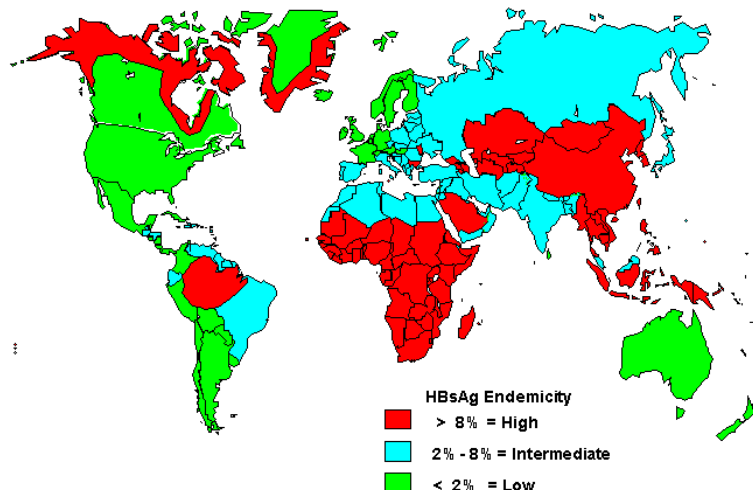 HBsAg Endemicity
> 8% = High
2% - 8% = Intermediate
< 2% = Low